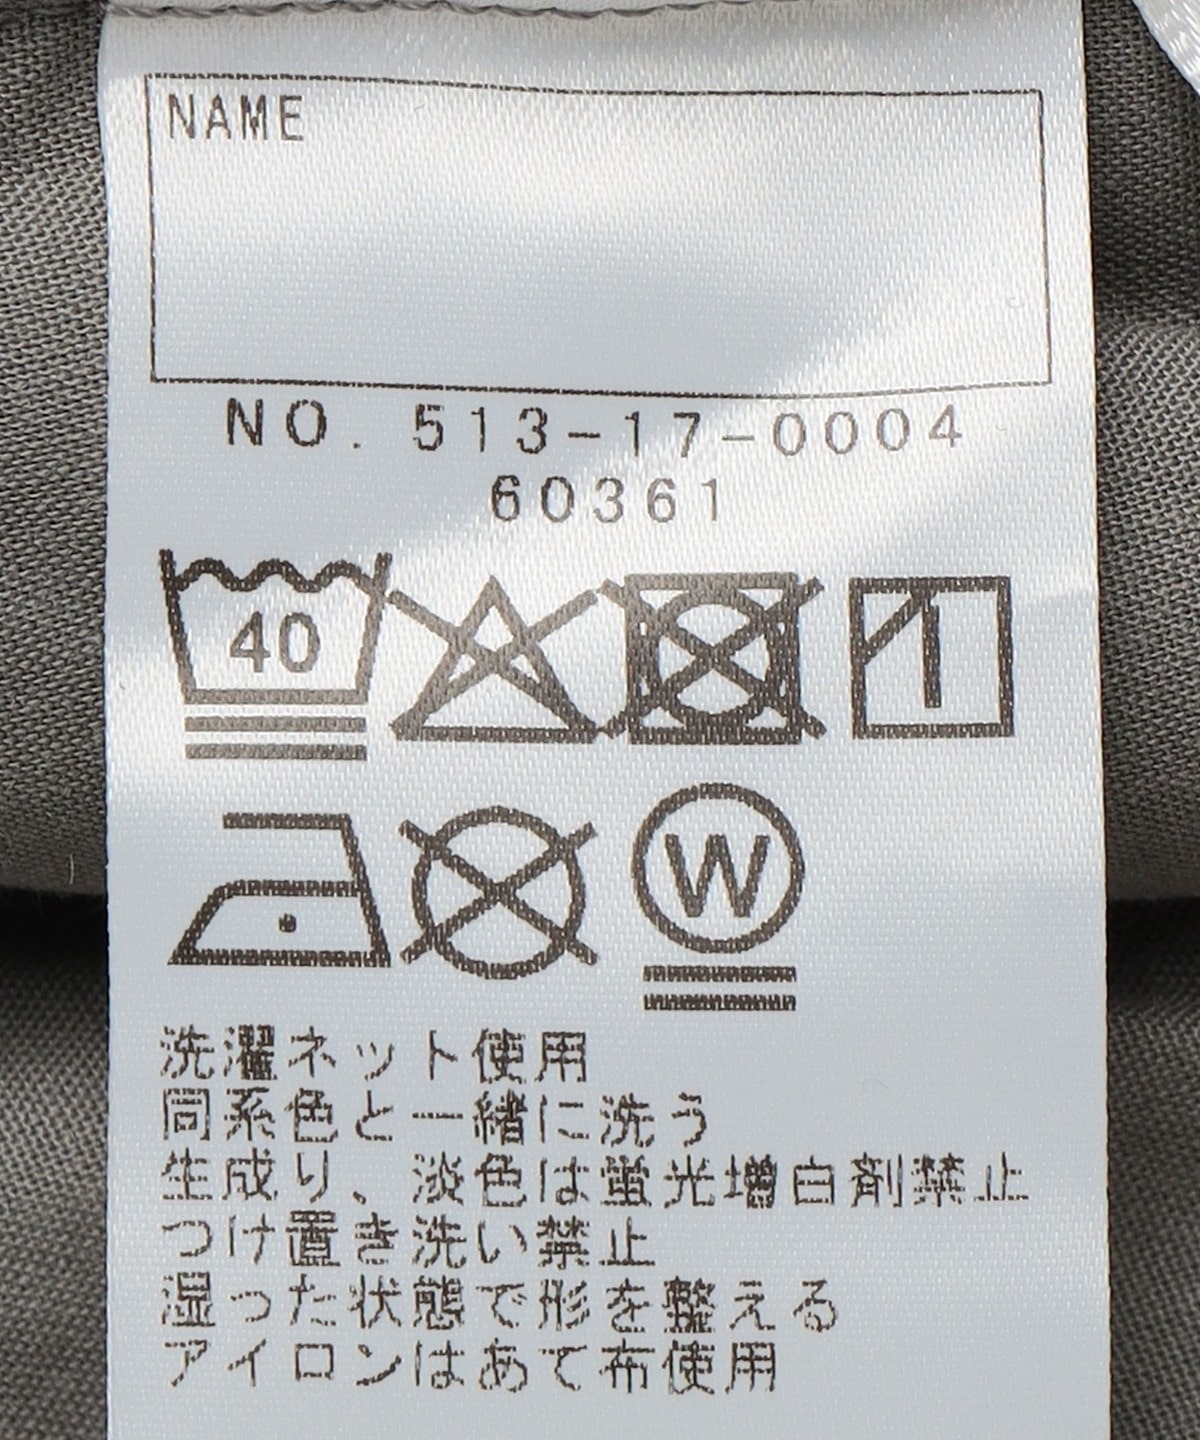 NAME
NO. 513-17-0004
60361
40
W
洗濯ネット使用
同系色と一緒に洗う
生成り、淡色は蛍光増白剤禁止
つけ置き洗い禁止
湿った状態で形を整える
アイロンはあて布使用